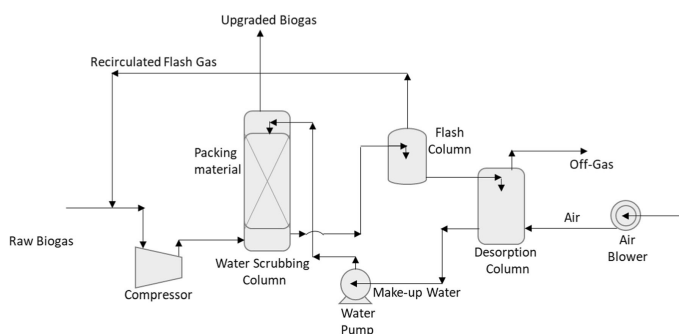 Upgraded Biogas
Recirculated Flash Gas
Flash
Column
Packing
material
Off-Gas
Air
Raw Biogas
Air
Blower
Desorption
Column
Water Scrubbing
Column
Compressor
Make-up Water
Water
Pump